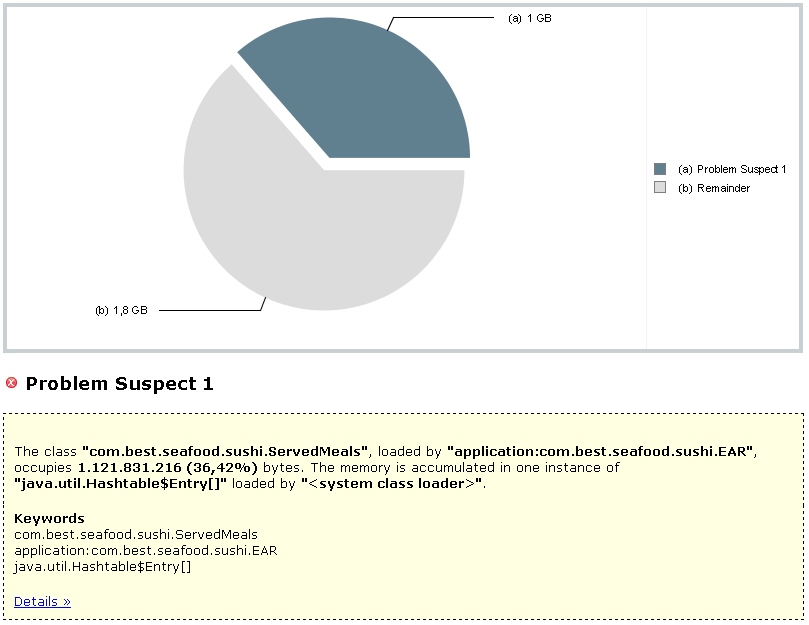 (a) 1 GB
(a) Problem Suspect 1
(b) Remainder
(b) 1,8 GB
Problem Suspect 1
The class "com.best.seafood.sushi.ServedMeals", loaded by "application:com.best.seafood.sushi.EAR",
occupies 1.121.831.216 (36,42%) bytes. The memory is accumulated in one instance of
"java.util.Hashtable$Entry[]" loaded by "<system class loader>".
Keywords
com.best.seafood.sushi.ServedMeals
application:com.best.seafood.sushi.EAR
java.util.Hashtable$Entry[]
Details »